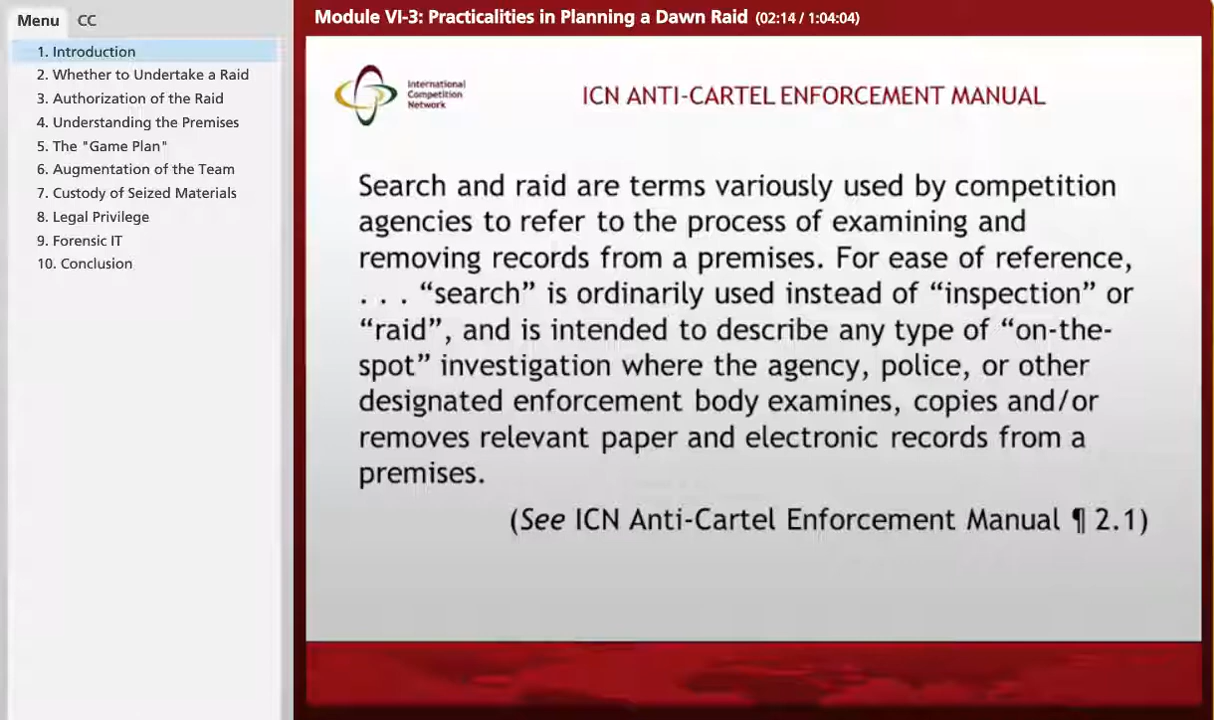 Menu CC
1. Introduction
2. Whether to Undertake a Raid
3. Authorization of the Raid
4. Understanding the Premises
5. The "Game Plan"
6. Augmentation of the Team
7. Custody of Seized Materials
8. Legal Privilege
9. Forensic IT
10. Conclusion
Module VI-3: Practicalities in Planning a Dawn Raid (02:14 / 1:04:04)
International
Competition
Network
ICN ANTI-CARTEL ENFORCEMENT MANUAL
Search and raid are terms variously used by competition
agencies to refer to the process of examining and
removing records from a premises. For ease of reference,
. . . “search” is ordinarily used instead of “inspection” or
“raid”, and is intended to describe any type of “on-the-
spot” investigation where the agency, police, or other
designated enforcement body examines, copies and/or
removes relevant paper and electronic records from a
premises.
(See ICN Anti-Cartel Enforcement Manual ¶ 2.1)